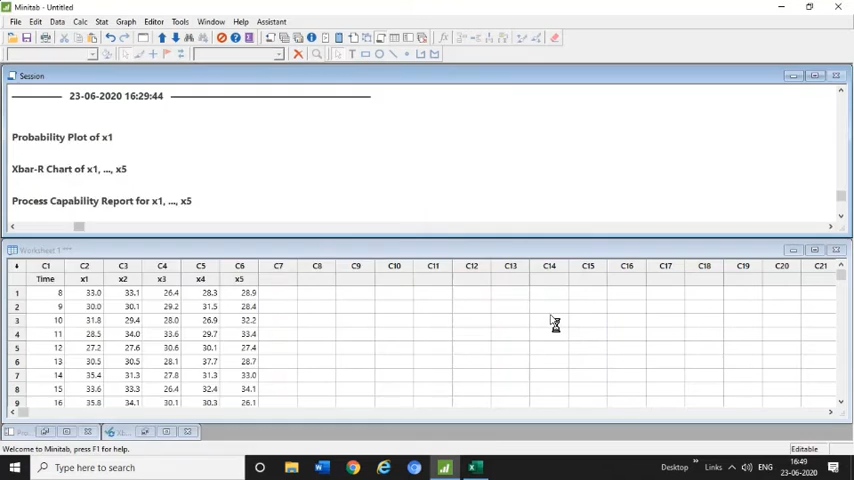 Minitab - Untitled
File Edit Data Calc Stat Graph Editor Tools Window Help Assistant
Session
23-06-2020 16:29:44
Probability Plot of x1
Xbar-R Chart of x1, ..., x5
Process Capability Report for x1, ..., x5
Worksheet 1 ***
C1 C2 C3 C4 C5 C6 C7 C8 C9 C10 C11 C12 C13 C14 C15 C16 C17 C18 C19 C20 C21
Time x1 x2 x3 x4 x5
1 8 33.0 33.1 26.4 28.3 28.9
2 9 30.0 30.1 29.2 31.5 28.4
3 10 31.8 29.4 28.0 26.9 32.2
4 11 28.5 34.0 33.6 29.7 33.4
5 12 27.2 27.6 30.6 30.1 27.4
6 13 30.5 30.5 28.1 37.7 28.7
7 14 35.4 31.3 27.8 31.3 33.0
8 15 33.6 33.3 26.4 32.4 34.1
9 16 35.8 34.1 30.1 30.3 26.1
Pro... Xb...
Welcome to Minitab, press F1 for help. Editable
Type here to search
Desktop Links ENG
16:49
23-06-2020